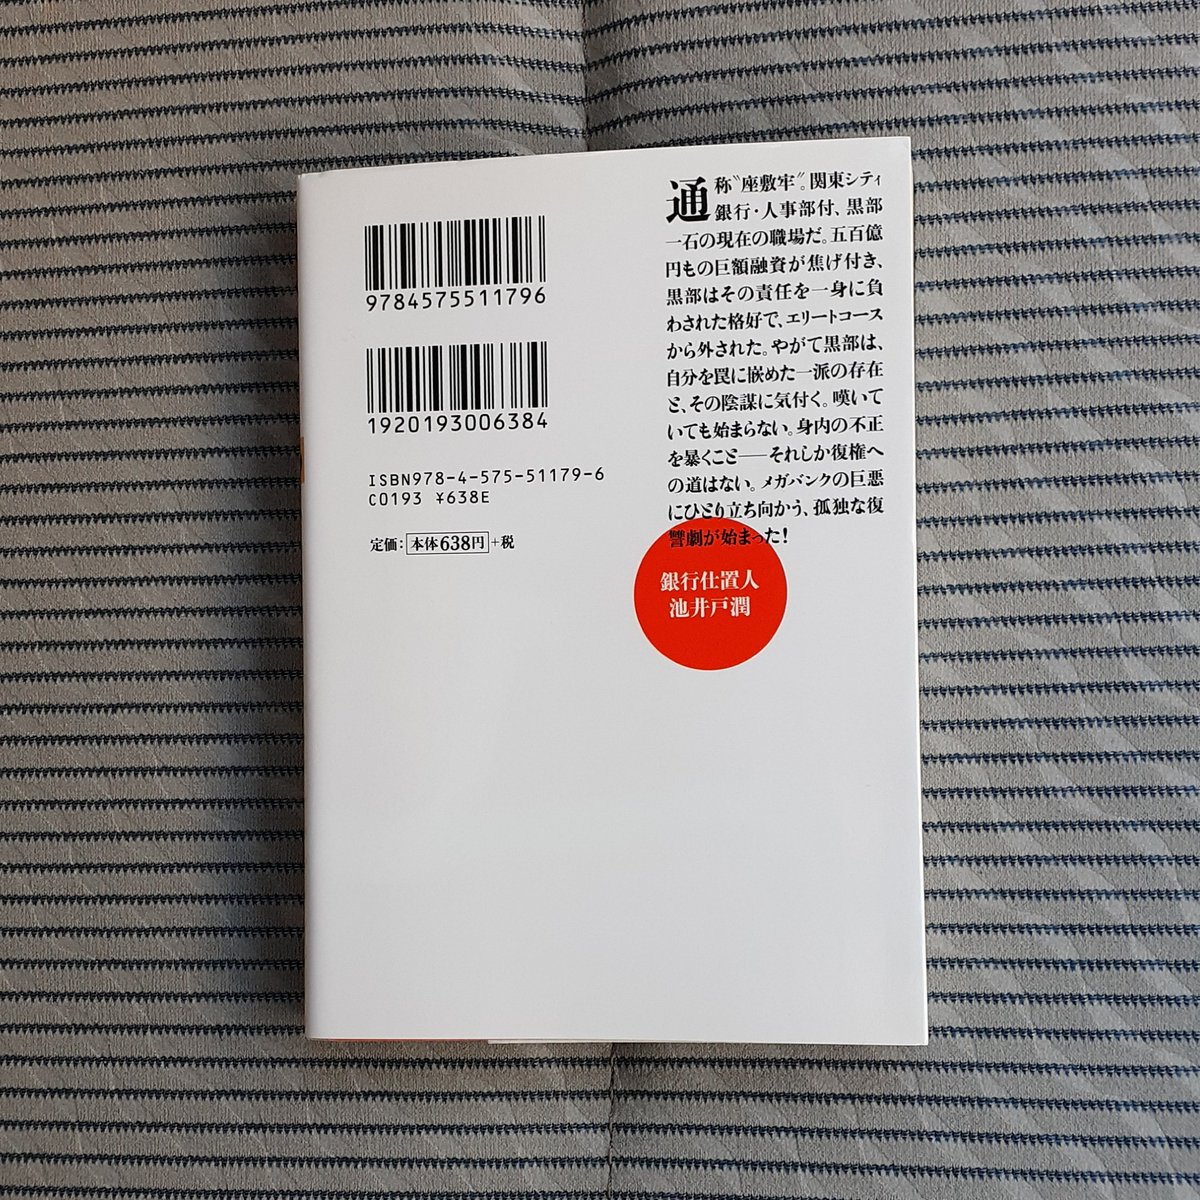 9784575511796
1920193006384
ISBN978-4-575-51179-6
C0193 ¥638E
定価：本体638円+税
通称〝座敷牢〟。関東シティ
銀行・人事部付、黒部
一石の現在の職場だ。五百億
円もの巨額融資が焦げ付き、
黒部はその責任を一身に負
わされた格好で、エリートコース
から外された。やがて黒部は、
自分を罠に嵌めた一派の存在
と、その陰謀に気付く。嘆いて
いても始まらない。身内の不正
を暴くこと――それしか復権へ
の道はない。メガバンクの巨悪
にひとり立ち向かう、孤独な復
讐劇が始まった！
銀行仕置人
池井戸潤